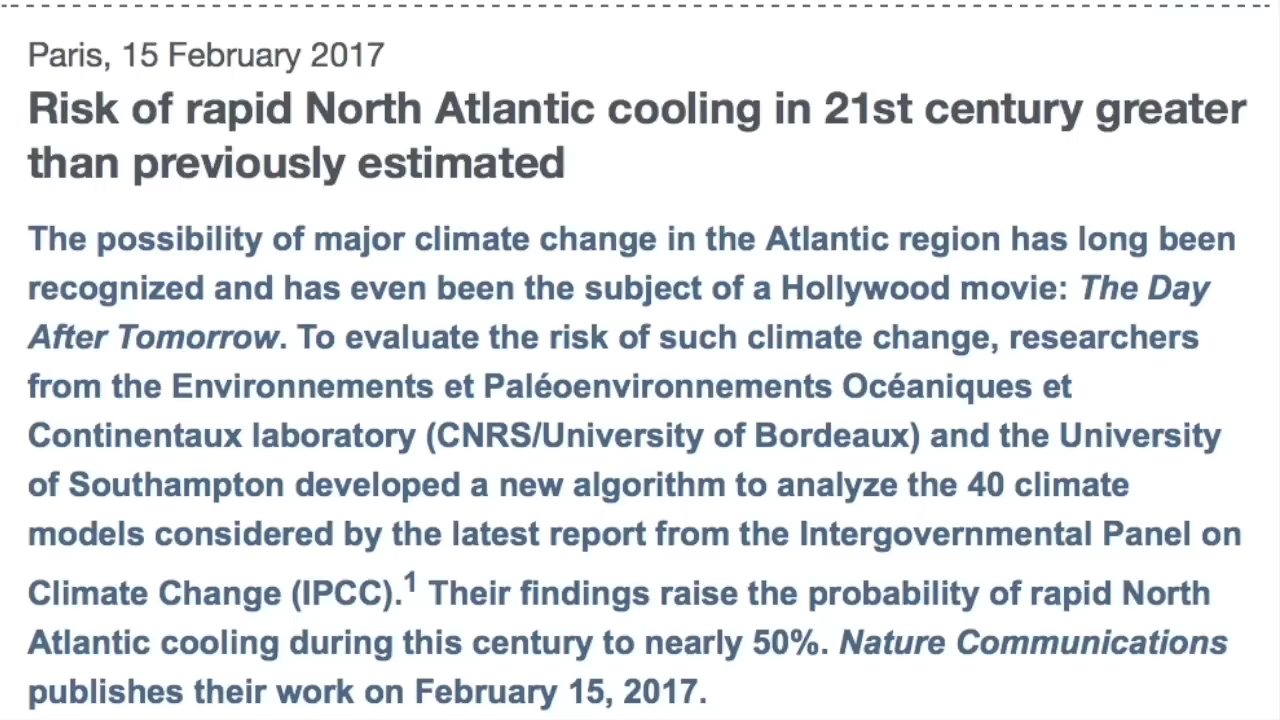 Paris, 15 February 2017
Risk of rapid North Atlantic cooling in 21st century greater
than previously estimated
The possibility of major climate change in the Atlantic region has long been
recognized and has even been the subject of a Hollywood movie: The Day
After Tomorrow. To evaluate the risk of such climate change, researchers
from the Environnements et Paléoenvironnements Océaniques et
Continentaux laboratory (CNRS/University of Bordeaux) and the University
of Southampton developed a new algorithm to analyze the 40 climate
models considered by the latest report from the Intergovernmental Panel on
Climate Change (IPCC).1 Their findings raise the probability of rapid North
Atlantic cooling during this century to nearly 50%. Nature Communications
publishes their work on February 15, 2017.